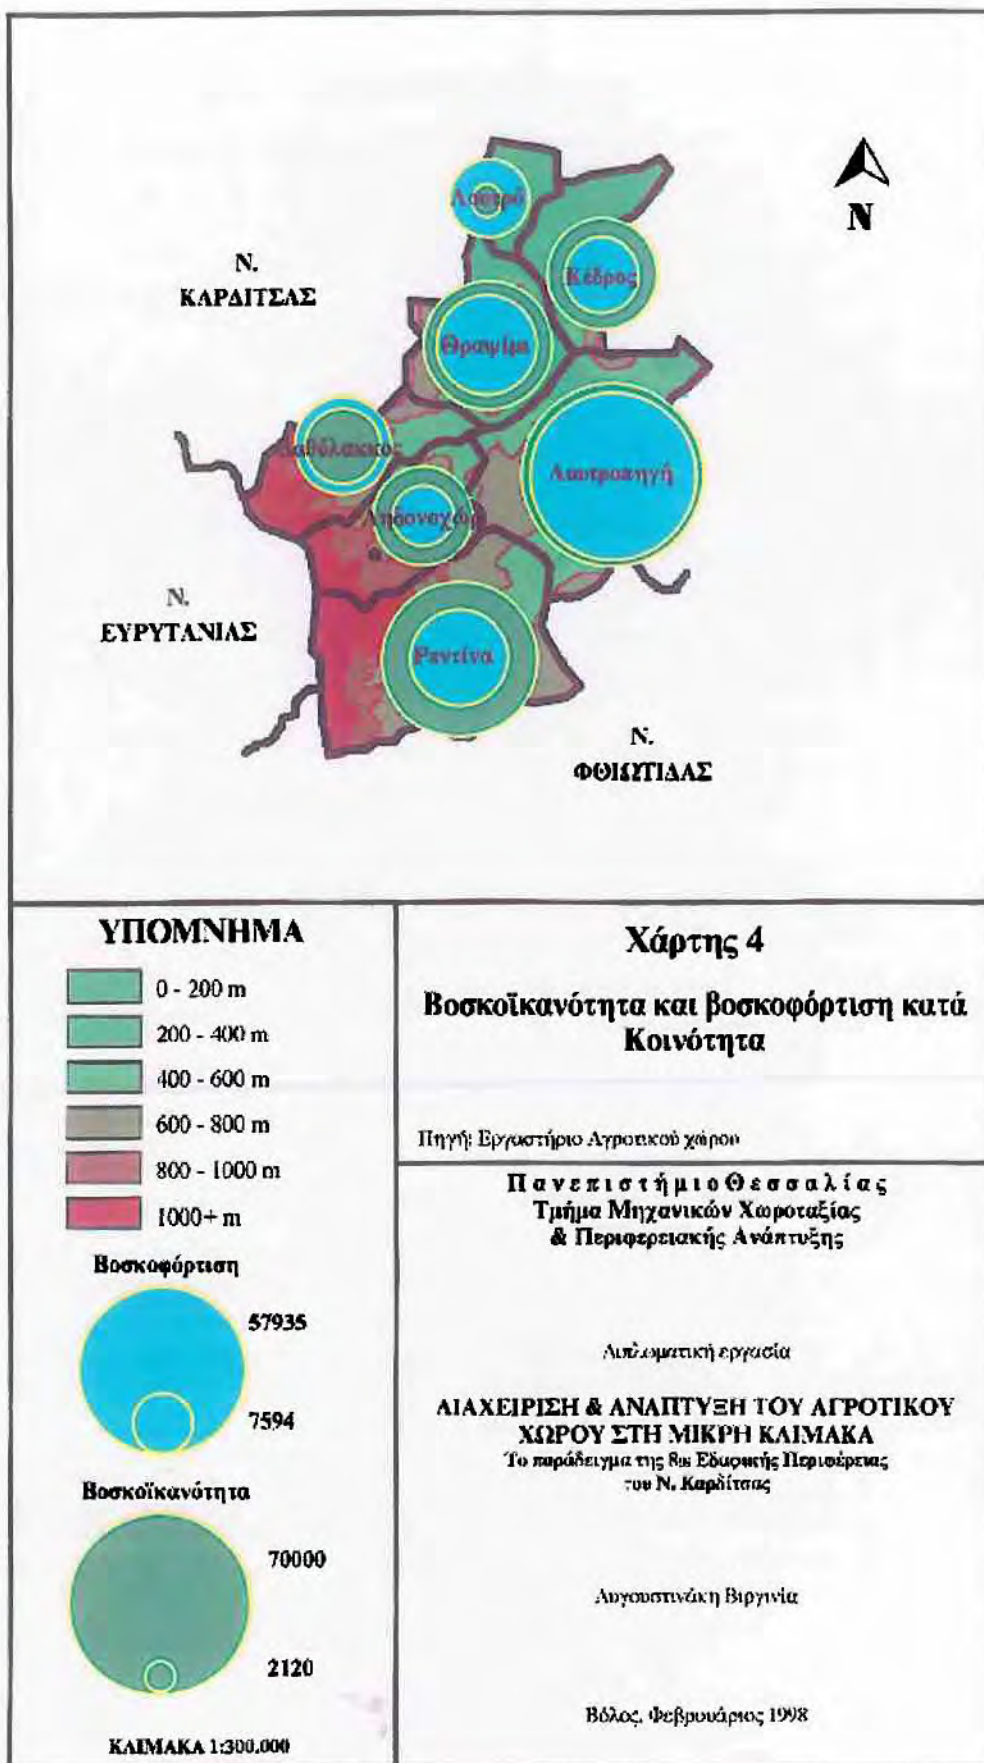 N
Ν.
ΚΑΡΔΙΤΣΑΣ
Λουτρό
Κέδρος
Θραψίμι
Βαθύλακκος
Λουτροπηγή
Ρεντίνα
Ν.
ΕΥΡΥΤΑΝΙΑΣ
Ν.
ΦΘΙΩΤΙΔΑΣ
ΥΠΟΜΝΗΜΑ
0 - 200 m
200 - 400 m
400 - 600 m
600 - 800 m
800 - 1000 m
1000+ m
Βοσκοφόρτιση
57935
7594
Βοσκοϊκανότητα
70000
2120
ΚΛΙΜΑΚΑ 1:300.000
Χάρτης 4
Βοσκοϊκανότητα και βοσκοφόρτιση κατά
Κοινότητα
Πηγή: Εργαστήριο Αγροτικού χώρου
Πανεπιστήμιο Θεσσαλίας
Τμήμα Μηχανικών Χωροταξίας
& Περιφερειακής Ανάπτυξης
Διπλωματική εργασία
ΔΙΑΧΕΙΡΙΣΗ & ΑΝΑΠΤΥΞΗ ΤΟΥ ΑΓΡΟΤΙΚΟΥ
ΧΩΡΟΥ ΣΤΗ ΜΙΚΡΗ ΚΛΙΜΑΚΑ
Το παράδειγμα της 8ης Εδαφικής Περιφέρειας
του Ν. Καρδίτσας
Αυγουστινάκη Βιργινία
Βόλος, Φεβρουάριος 1998